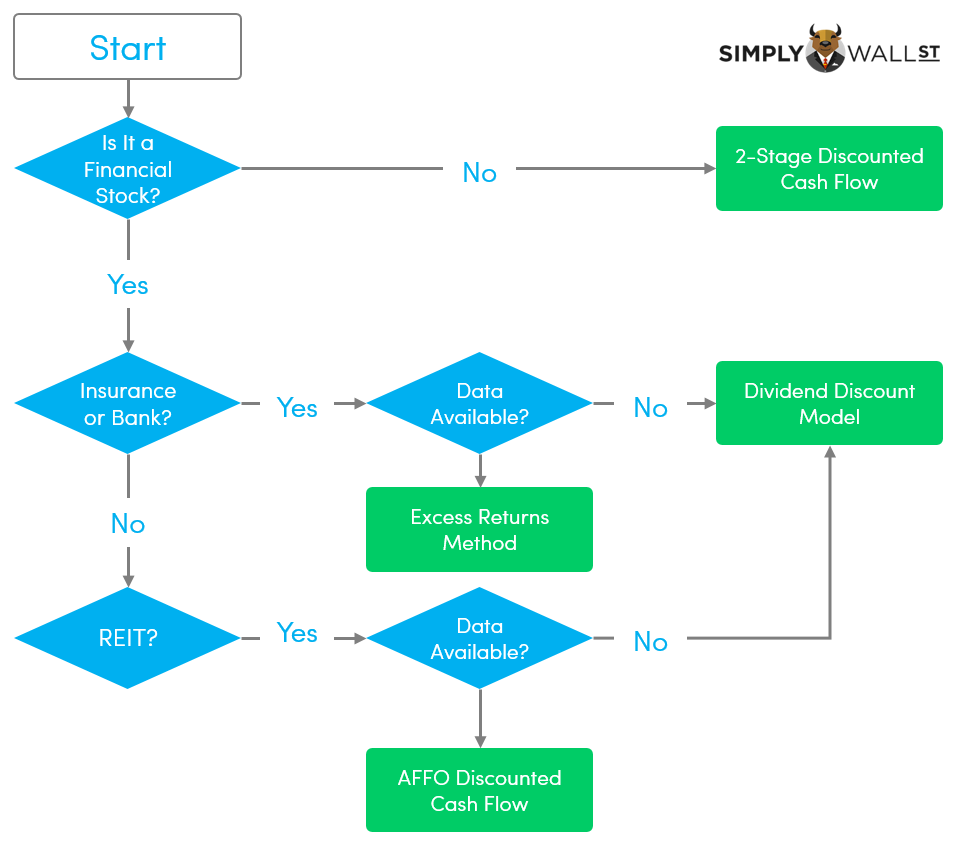 Start
SIMPLY WALL ST
Is It a
Financial
Stock?
No
2-Stage Discounted
Cash Flow
Yes
Insurance
or Bank?
Yes
Data
Available?
No
Dividend Discount
Model
Excess Returns
Method
No
REIT?
Yes
Data
Available?
No
AFFO Discounted
Cash Flow